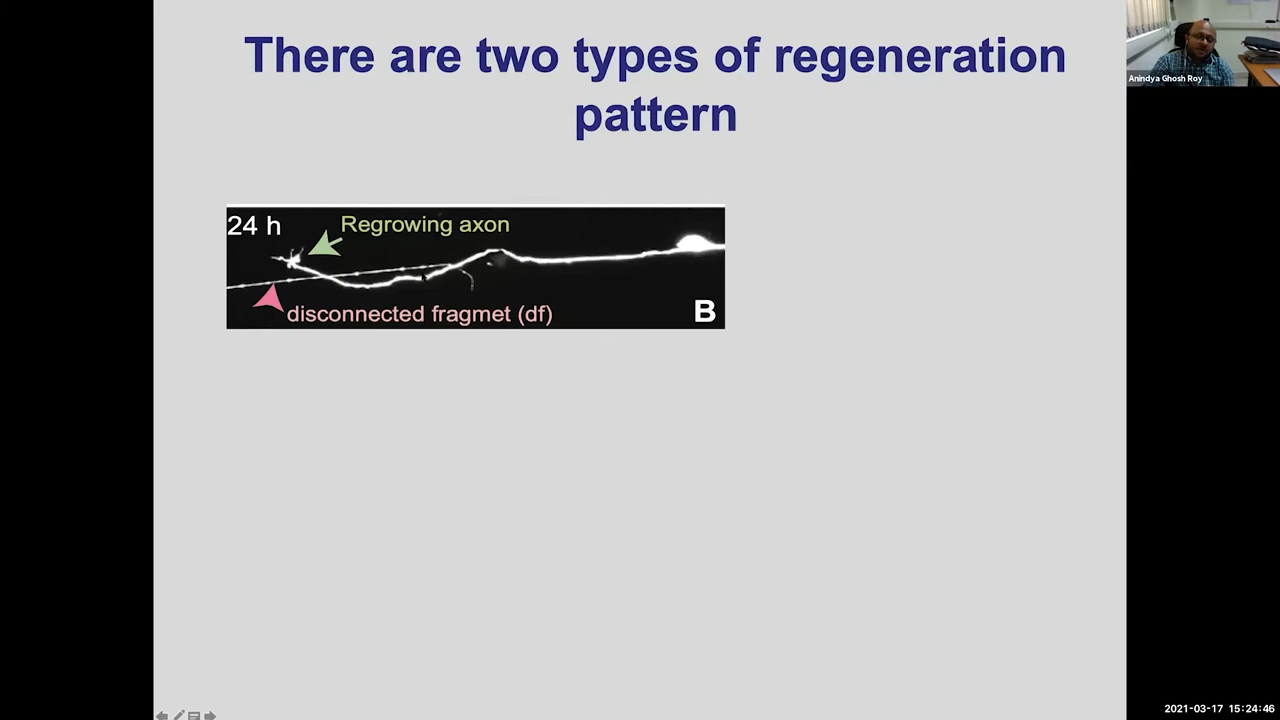 There are two types of regeneration
pattern
Anindya Ghosh Roy
24 h
Regrowing axon
disconnected fragmet (df)
B
2021-03-17 15:24:46